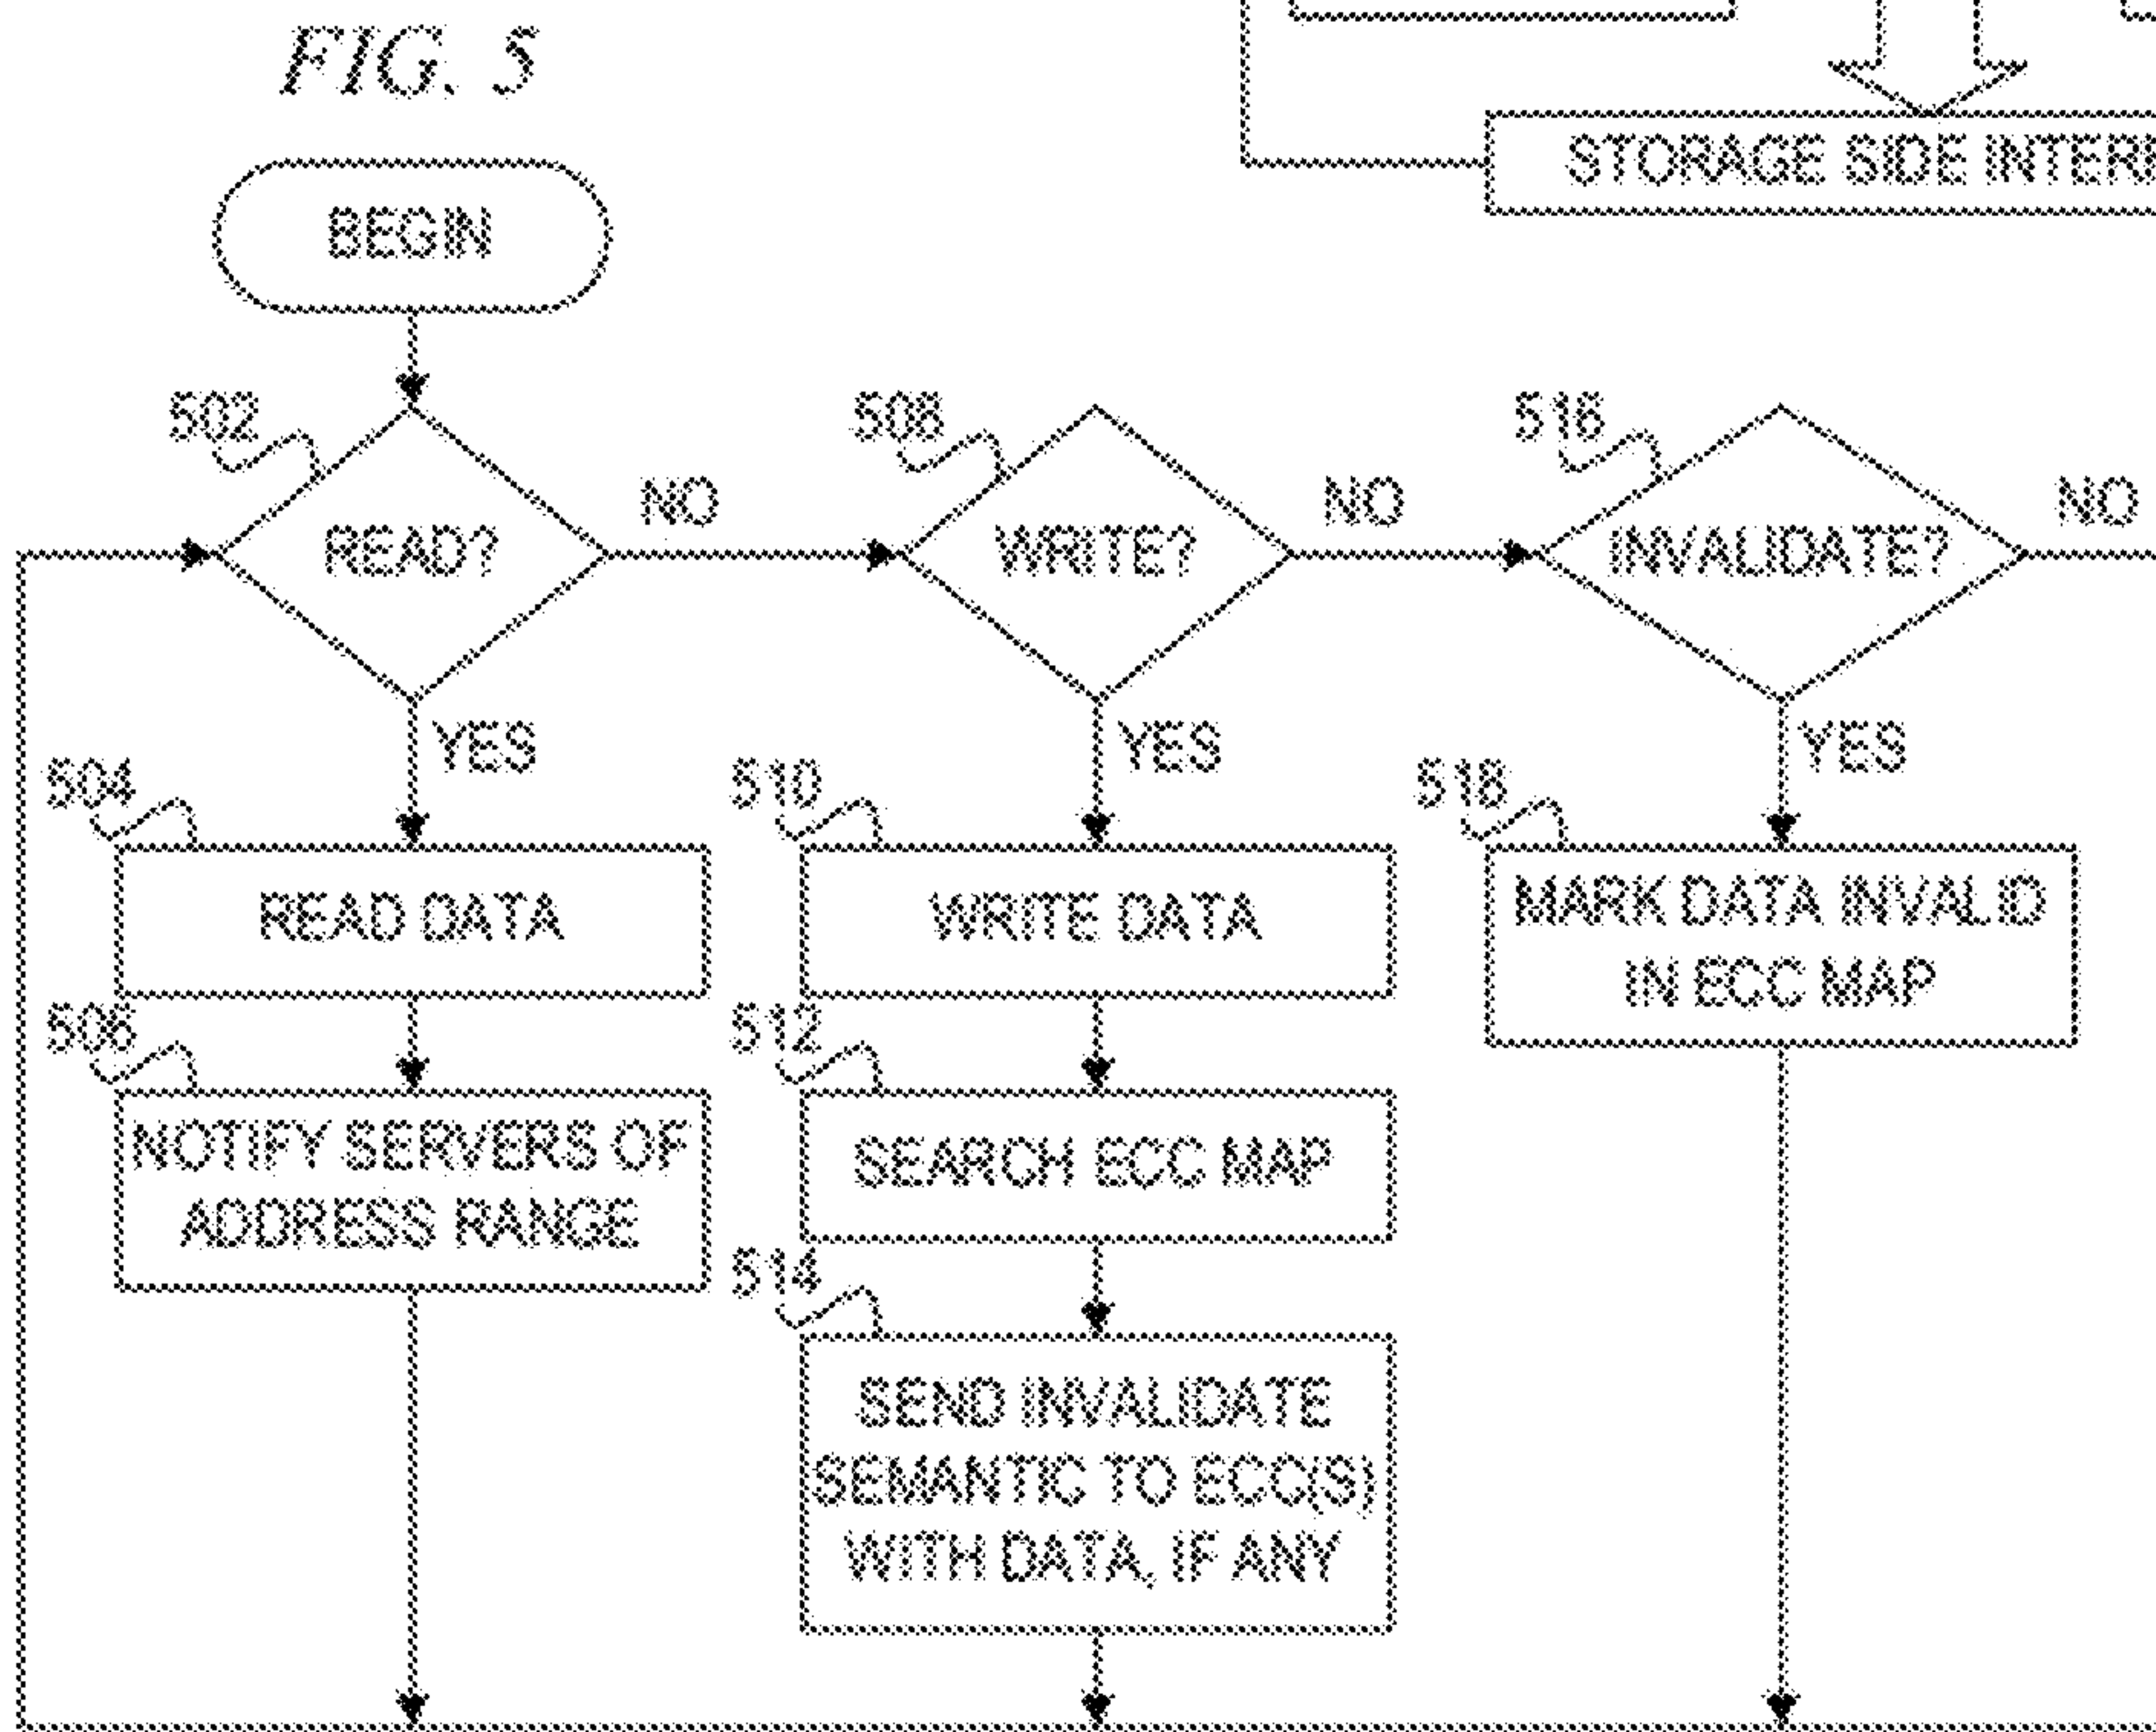 FIG. 5
STORAGE SIDE
BEGIN
502
508
516
NO
NO
NO
READ?
WRITE?
INVALIDATE?
YES
YES
YES
504
510
518
READ DATA
WRITE DATA
MARK DATA INVALID
IN ECC MAP
506
512
NOTIFY SERVERS OF
ADDRESS RANGE
SEARCH ECC MAP
514
SEND INVALIDATE
SEMANTIC TO ECC(S)
WITH DATA, IF ANY